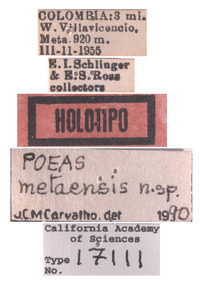 COLOMBIA:3 mi.
W. Villavicencio,
Meta. 920 m.
III-11-1955
E.I.Schlinger
& E.S.Ross
collectors
HOLOTIPO
POEAS
metaensis n.sp.
J.C.M Carvalho, det 1990
California Academy
of Sciences
Type
No. 17111